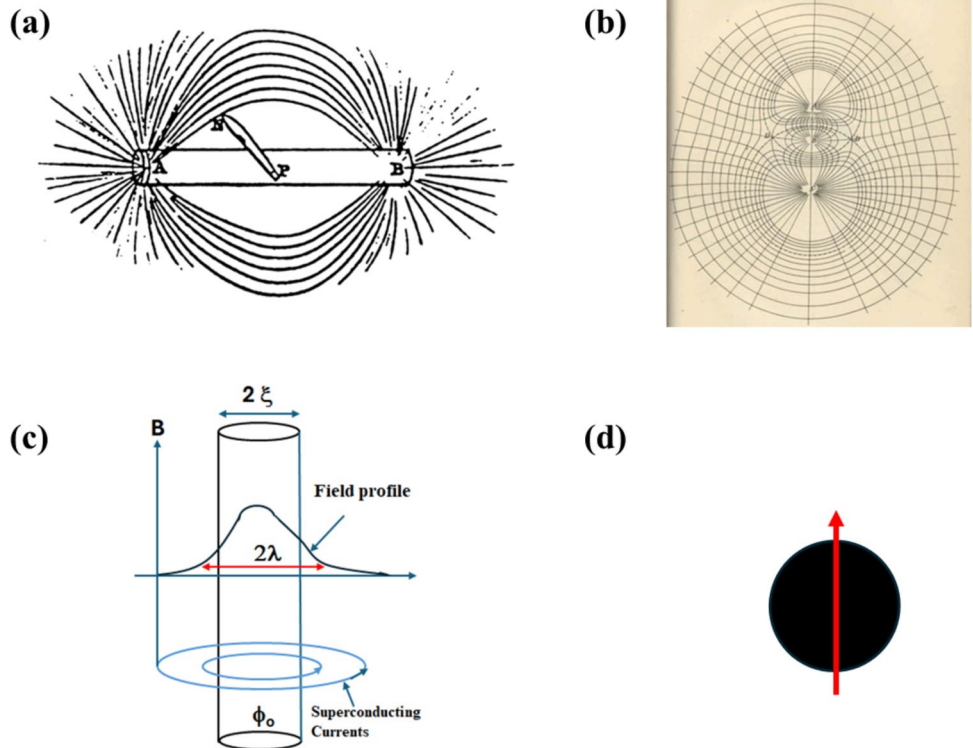 (a)
(b)
N
A
P
B
(c)
2 ξ
B
Field profile
2λ
Superconducting
Currents
ϕo
(d)